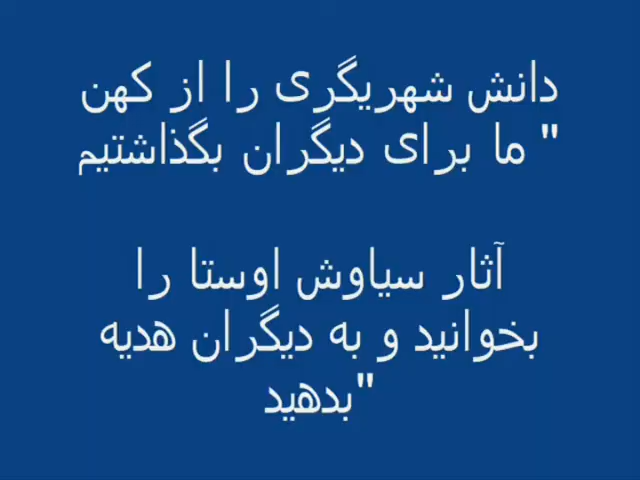 دانش شهریگری را از کهن
" ما برای دیگران بگذاشتیم
آثار سیاوش اوستا را
بخوانید و به دیگران هدیه
بدهید"